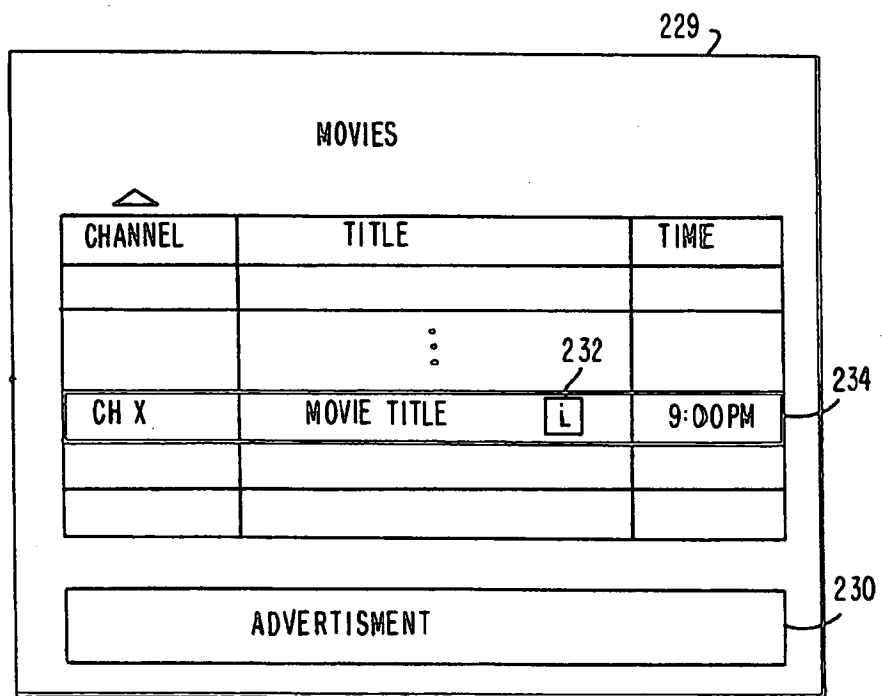 229
MOVIES
CHANNEL TITLE TIME
232
234
CH X MOVIE TITLE i 9:00PM
230
ADVERTISMENT